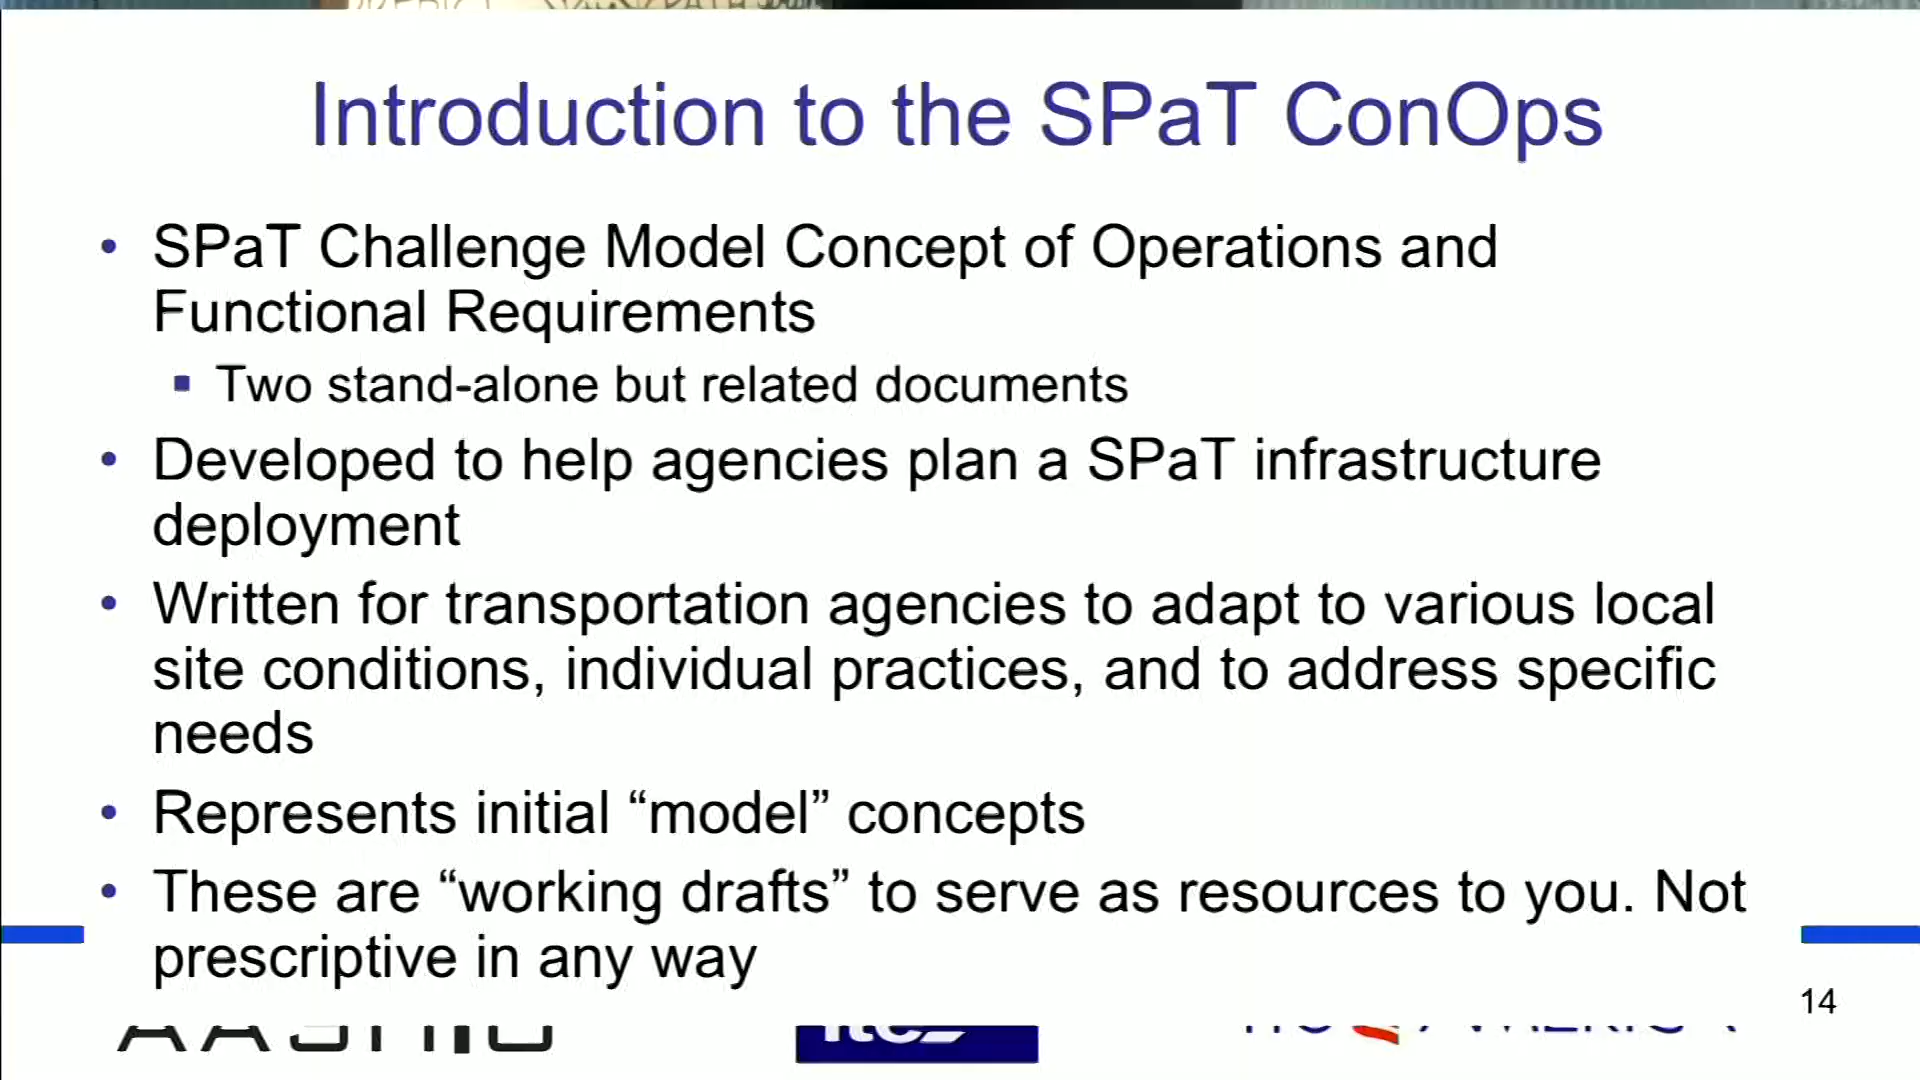 Introduction to the SPaT ConOps
• SPaT Challenge Model Concept of Operations and
Functional Requirements
▪ Two stand-alone but related documents
• Developed to help agencies plan a SPaT infrastructure
deployment
• Written for transportation agencies to adapt to various local
site conditions, individual practices, and to address specific
needs
• Represents initial “model” concepts
• These are “working drafts” to serve as resources to you. Not
prescriptive in any way
14